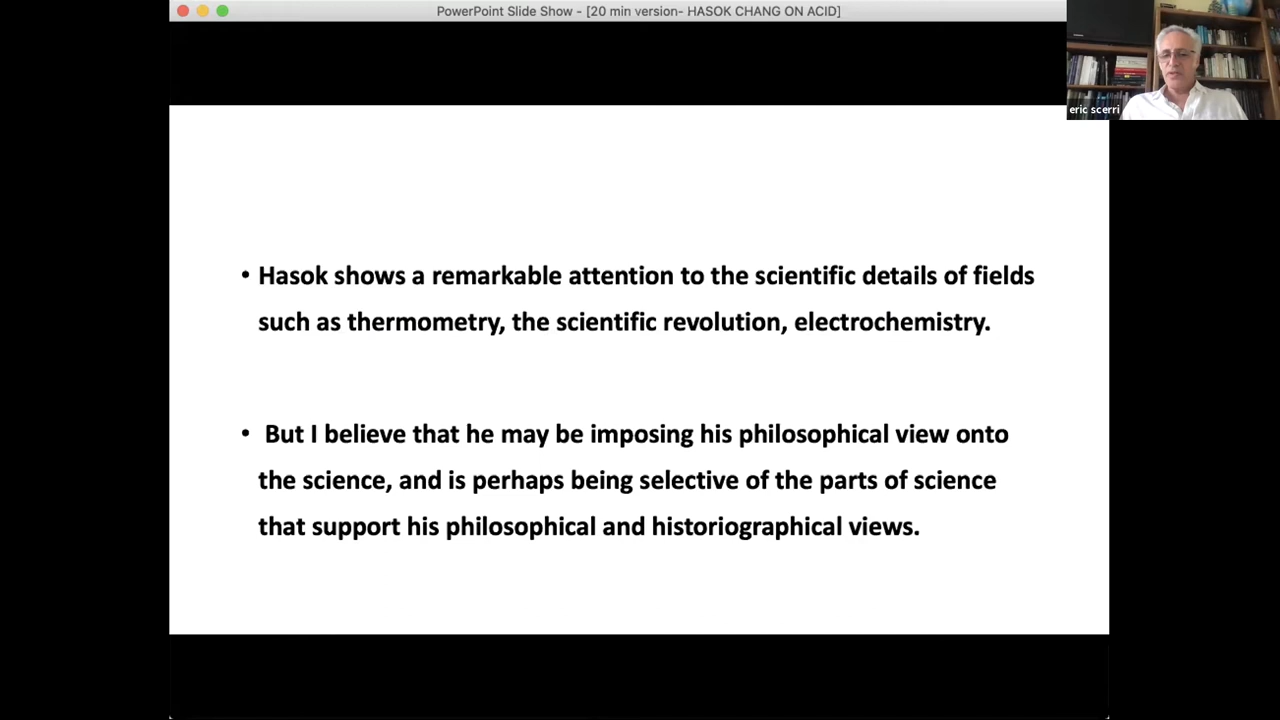 PowerPoint Slide Show - [20 min version- HASOK CHANG ON ACID]
eric scerri
• Hasok shows a remarkable attention to the scientific details of fields
such as thermometry, the scientific revolution, electrochemistry.
• But I believe that he may be imposing his philosophical view onto
the science, and is perhaps being selective of the parts of science
that support his philosophical and historiographical views.